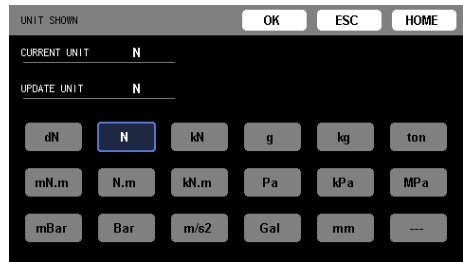 UNIT SHOWN OK ESC HOME
CURRENT UNIT N
UPDATE UNIT N
dN N kN g kg ton
mN.m N.m kN.m Pa kPa MPa
mBar Bar m/s2 Gal mm ---